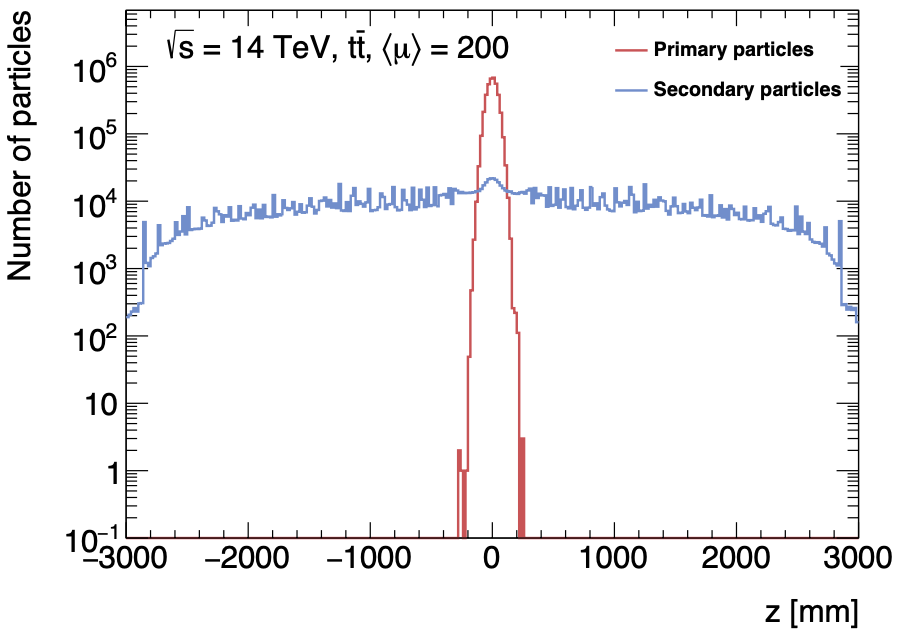 Number of particles
√s = 14 TeV, tt̄, ⟨μ⟩ = 200
Primary particles
Secondary particles
10⁶
10⁵
10⁴
10³
10²
10
1
10⁻¹
−3000 −2000 −1000 0 1000 2000 3000
z [mm]